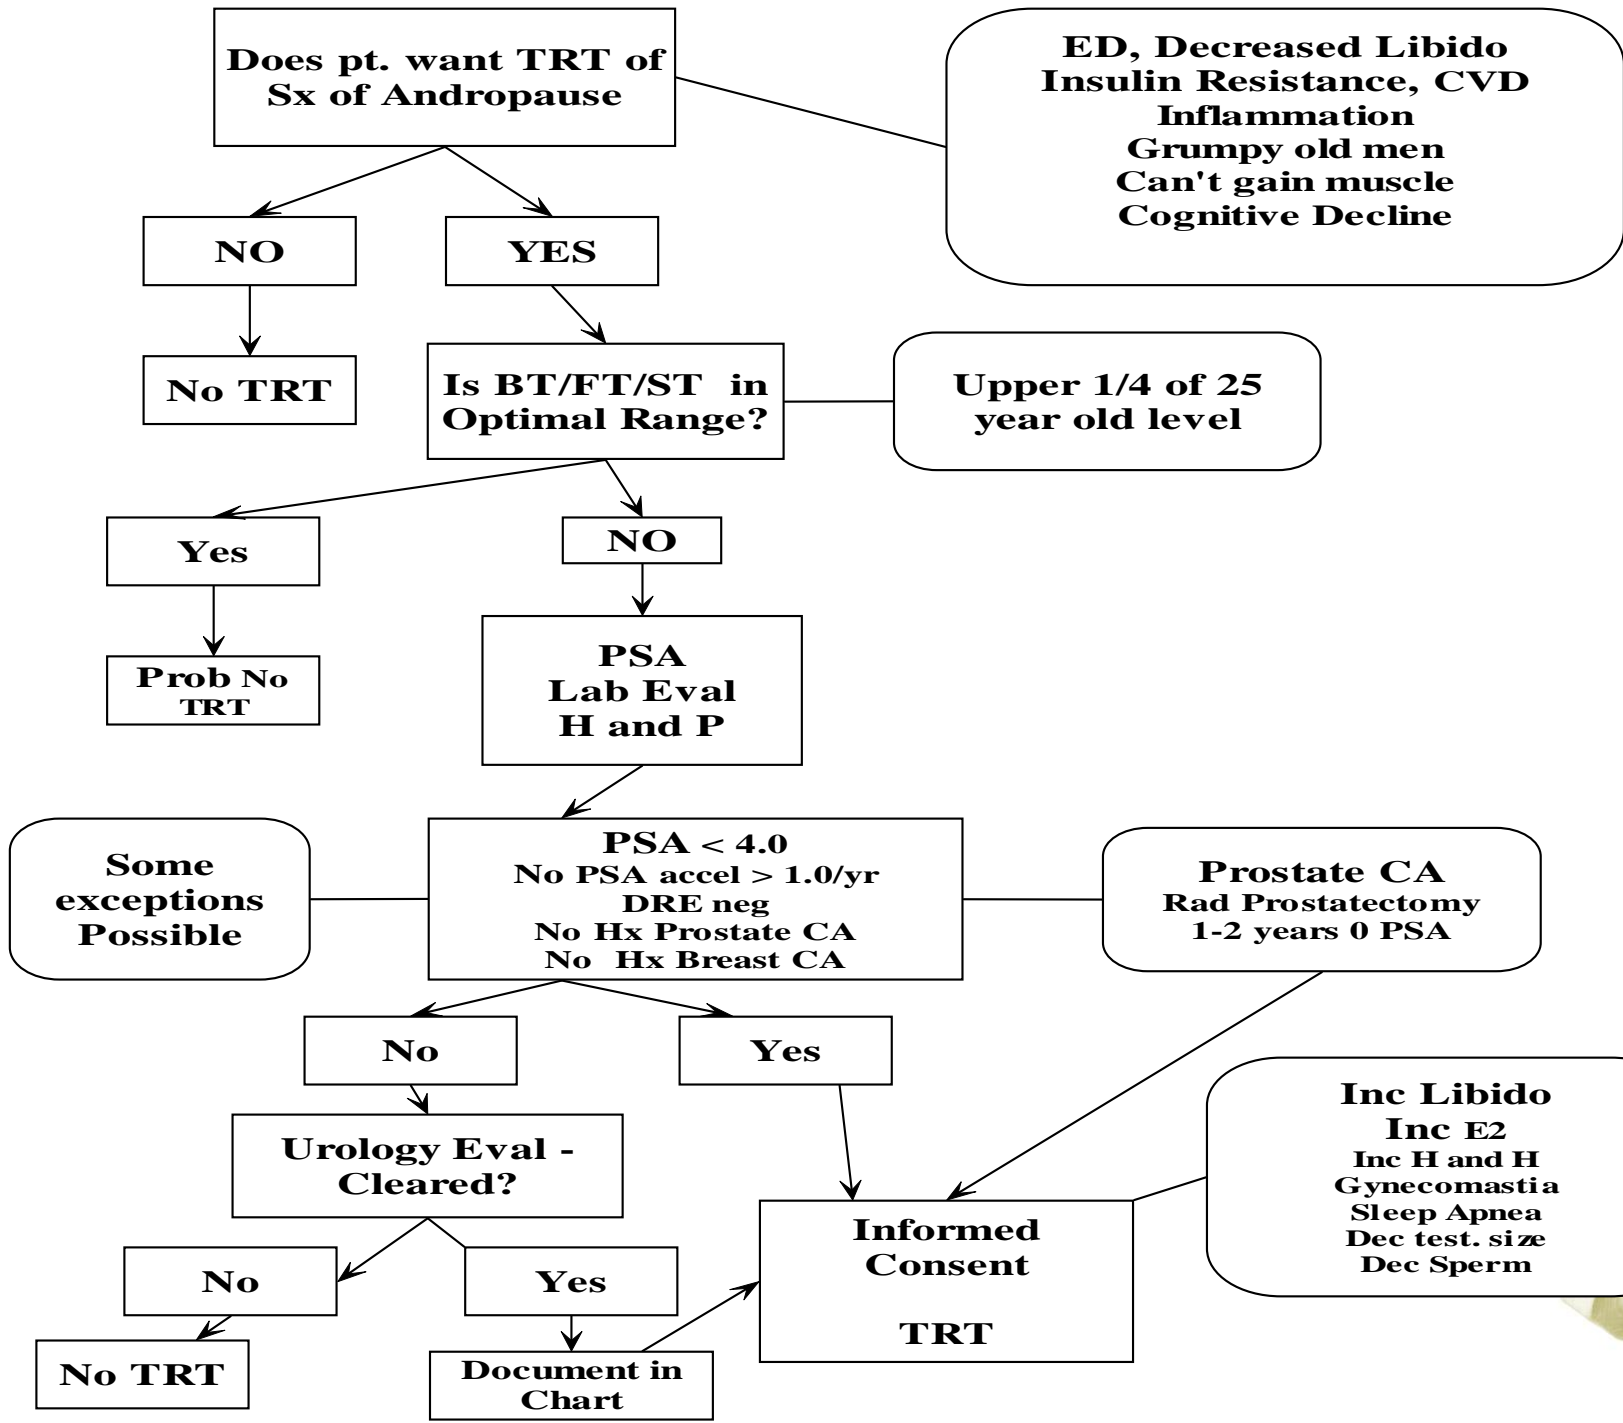 Does pt. want TRT of
Sx of Andropause
ED, Decreased Libido
Insulin Resistance, CVD
Inflammation
Grumpy old men
Can't gain muscle
Cognitive Decline
NO
YES
No TRT
Is BT/FT/ST in
Optimal Range?
Upper 1/4 of 25
year old level
Yes
NO
Prob No
TRT
PSA
Lab Eval
H and P
Some
exceptions
Possible
PSA < 4.0
No PSA accel > 1.0/yr
DRE neg
No Hx Prostate CA
No Hx Breast CA
Prostate CA
Rad Prostatectomy
1-2 years 0 PSA
No
Yes
Urology Eval -
Cleared?
Inc Libido
Inc E2
Inc H and H
Gynecomastia
Sleep Apnea
Dec test. size
Dec Sperm
No
Yes
Informed
Consent
TRT
No TRT
Document in
Chart